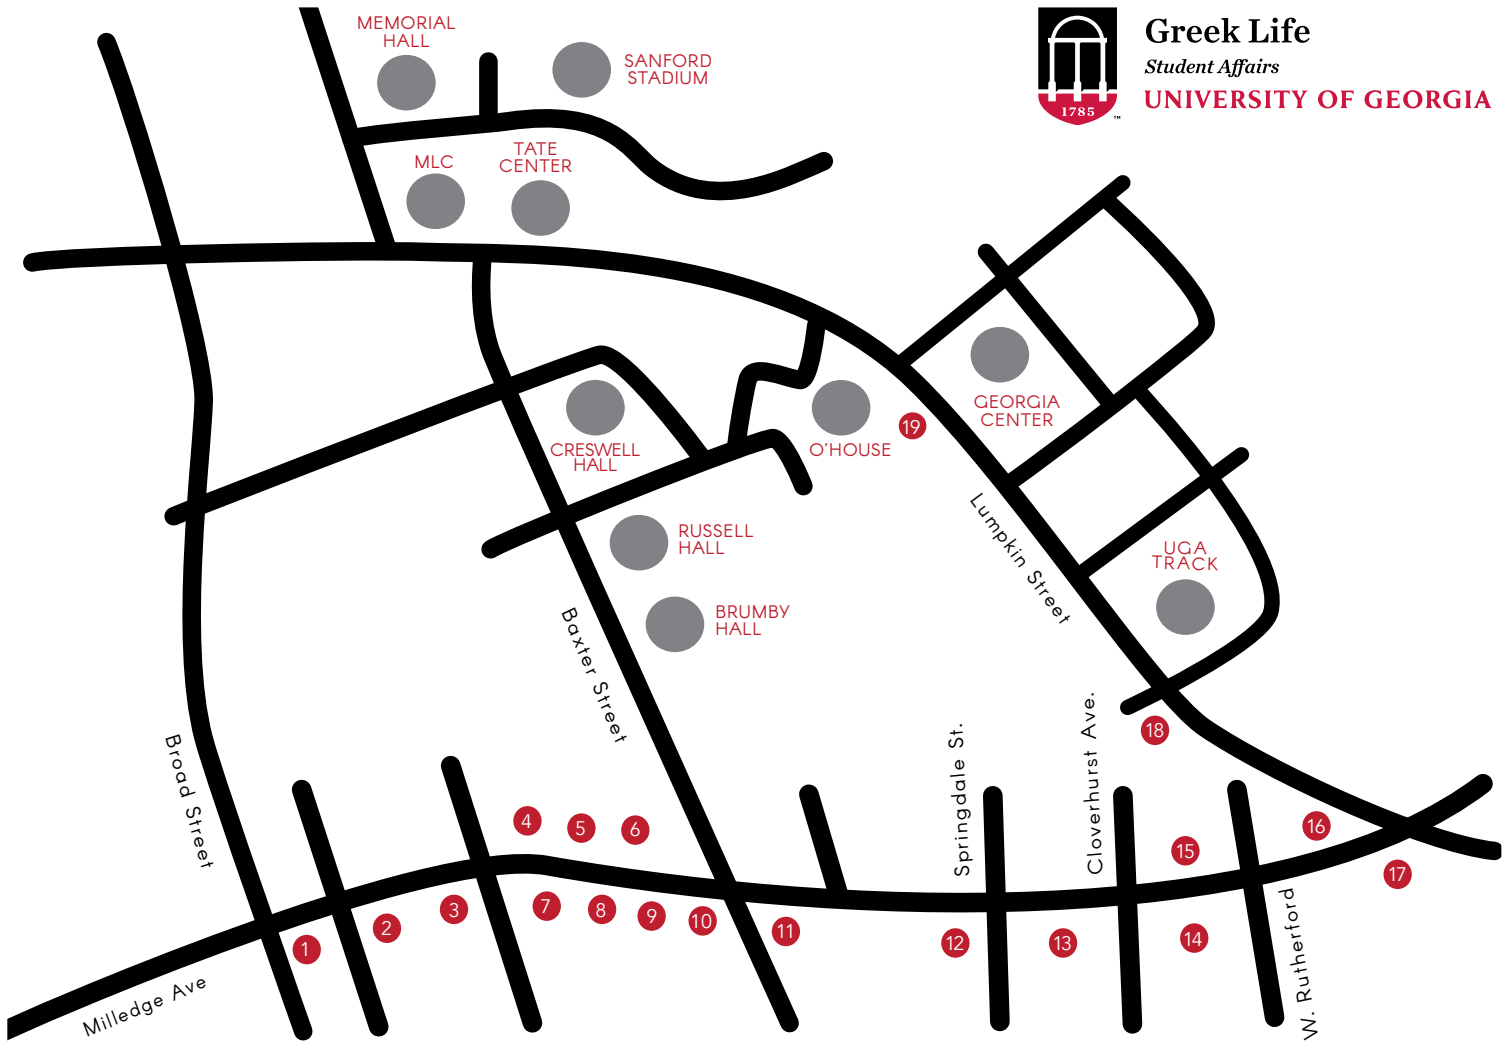 MEMORIAL
HALL
SANFORD
STADIUM
Greek Life
Student Affairs
UNIVERSITY OF GEORGIA
1785
™
MLC
TATE
CENTER
GEORGIA
CENTER
CRESWELL
HALL
O'HOUSE
19
Lumpkin Street
RUSSELL
HALL
UGA
TRACK
BRUMBY
HALL
Baxter Street
Broad Street
Springdale St.
Cloverhurst Ave.
18
4
5
6
15
16
17
1
2
3
7
8
9
10
11
12
13
14
W. Rutherford
Milledge Ave